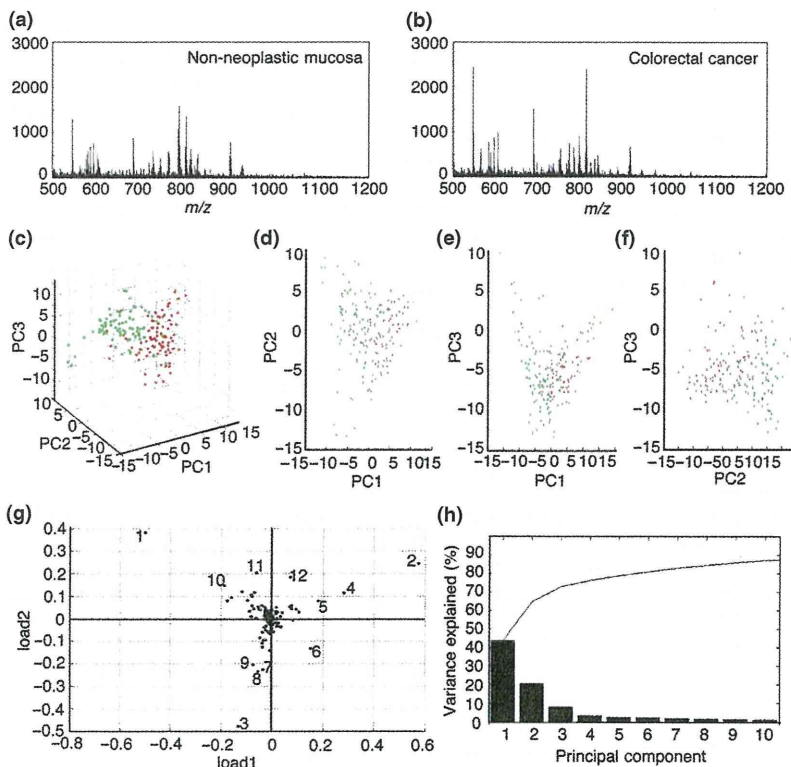 (a)
3000
2000
1000
0
Non-neoplastic mucosa
500 600 700 800 900 1000 1100 1200
m/z
(b)
3000
2000
1000
0
Colorectal cancer
500 600 700 800 900 1000 1100 1200
m/z
(c)
PC3
10
5
0
-5
-10
10
5
0
-5
-10
-15
PC2
-15
-10
-5
0
5
10
15
PC1
(d)
PC2
10
5
0
-5
-10
-15
-15 -10-5 0 5 1015
PC1
(e)
PC3
10
5
0
-5
-10
-15
-15-10-5 0 5 1015
PC1
(f)
PC3
10
5
0
-5
-10
-15
-15-10-50 51015
PC2
(g)
load2
0.4
0.3
0.2
0.1
0
-0.1
-0.2
-0.3
-0.4
-0.5
1
2
11
10
12
4
5
6
9
7
8
3
-0.8 -0.6 -0.4 -0.2 0 0.2 0.4 0.6
load1
(h)
Variance explained (%)
80
70
60
50
40
30
20
10
0
1 2 3 4 5 6 7 8 9 10
Principal component